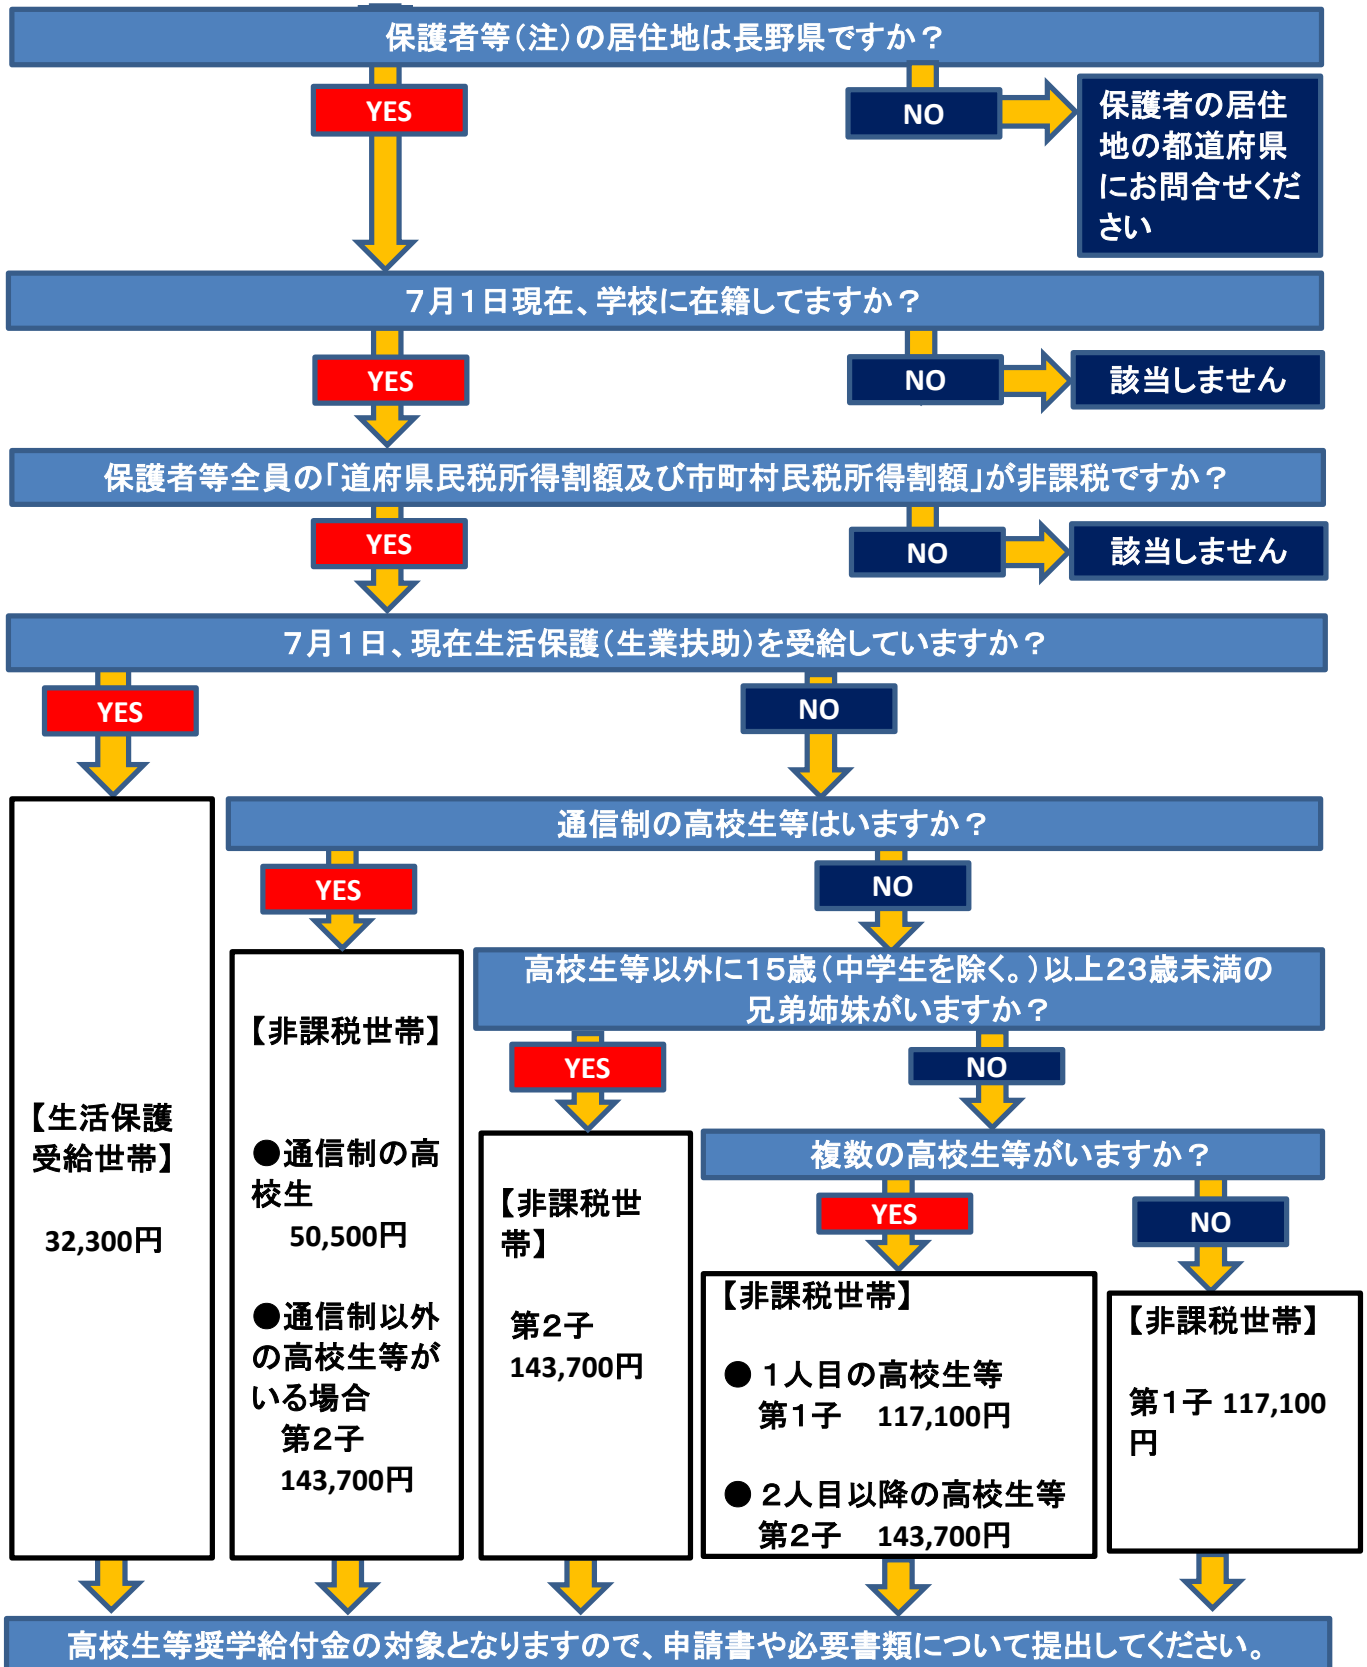 保護者等（注）の居住地は長野県ですか？
YES
NO
保護者の居住
地の都道府県
にお問合せくだ
さい
７月１日現在、学校に在籍してますか？
YES
NO
該当しません
保護者等全員の「道府県民税所得割額及び市町村民税所得割額」が非課税ですか？
YES
NO
該当しません
７月１日、現在生活保護（生業扶助）を受給していますか？
YES
NO
通信制の高校生等はいますか？
YES
NO
高校生等以外に１５歳（中学生を除く。）以上２３歳未満の
兄弟姉妹がいますか？
YES
NO
複数の高校生等がいますか？
YES
NO
【生活保護
受給世帯】
32,300円
【非課税世帯】
●通信制の高
校生
50,500円
●通信制以外
の高校生等が
いる場合
第２子
143,700円
【非課税世
帯】
第２子
143,700円
【非課税世帯】
● １人目の高校生等
第１子　117,100円
● ２人目以降の高校生等
第２子　143,700円
【非課税世帯】
第１子 117,100
円
高校生等奨学給付金の対象となりますので、申請書や必要書類について提出してください。